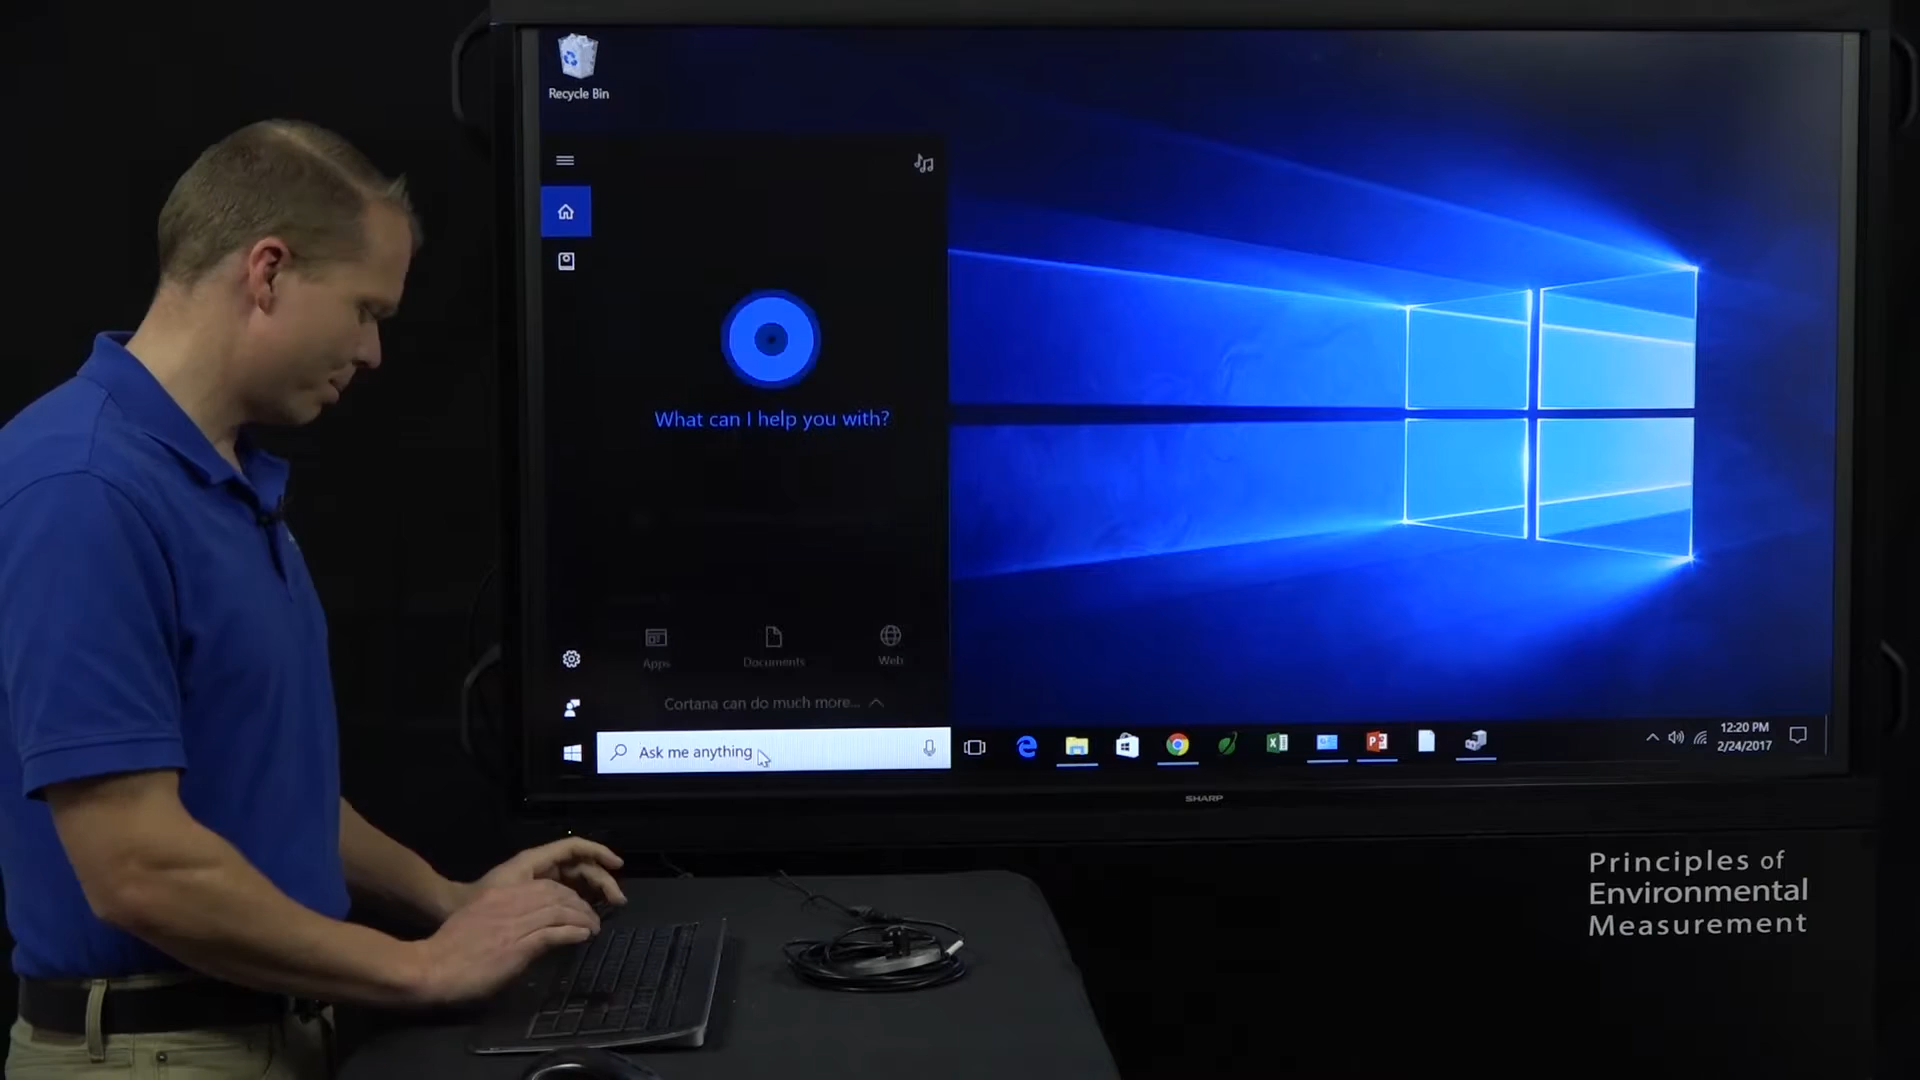 Recycle Bin
What can I help you with?
Apps
Documents
Web
Cortana can do much more...
Ask me anything
12:20 PM
2/24/2017
SHARP
Principles of
Environmental
Measurement